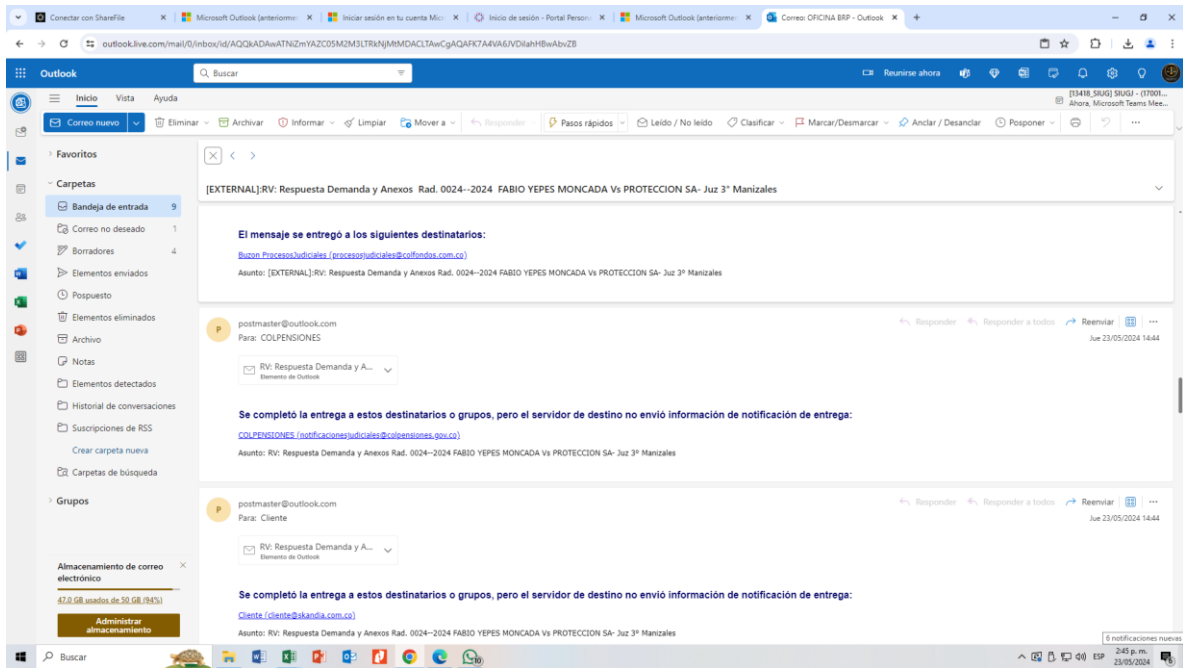 Conectar con ShareFile
Microsoft Outlook (anteriormen
Iniciar sesión en tu cuenta Micr
Inicio de sesión - Portal Person
Microsoft Outlook (anteriormen
Correo: OFICINA BRP - Outlook
outlook.live.com/mail/0/inbox/id/AQQkADAwATNiZmYAZC05M2M3LTRkNjMtMDACLTAwCgAQAFK7A4VA6JVDilahHBwAbvZ8
Outlook
Buscar
Reunirse ahora
Inicio Vista Ayuda
[13418_SIUG] SIUGJ - (17001...
Ahora, Microsoft Teams Mee...
Correo nuevo
Eliminar
Archivar
Informar
Limpiar
Mover a
Responder
Pasos rápidos
Leído / No leído
Clasificar
Marcar/Desmarcar
Anclar / Desanclar
Posponer
Favoritos
Carpetas
Bandeja de entrada 9
Correo no deseado 1
Borradores 4
Elementos enviados
Pospuesto
Elementos eliminados
Archivo
Notas
Elementos detectados
Historial de conversaciones
Suscripciones de RSS
Crear carpeta nueva
Carpetas de búsqueda
Grupos
Almacenamiento de correo
electrónico
47.0 GB usados de 50 GB (94%)
Administrar
almacenamiento
[EXTERNAL]:RV: Respuesta Demanda y Anexos Rad. 0024--2024 FABIO YEPES MONCADA Vs PROTECCION SA- Juz 3° Manizales
El mensaje se entregó a los siguientes destinatarios:
Buzon ProcesosJudiciales (procesosjudiciales@colfondos.com.co)
Asunto: [EXTERNAL]:RV: Respuesta Demanda y Anexos Rad. 0024--2024 FABIO YEPES MONCADA Vs PROTECCION SA- Juz 3º Manizales
P
postmaster@outlook.com
Para: COLPENSIONES
Responder
Responder a todos
Reenviar
Jue 23/05/2024 14:44
RV: Respuesta Demanda y A...
Elemento de Outlook
Se completó la entrega a estos destinatarios o grupos, pero el servidor de destino no envió información de notificación de entrega:
COLPENSIONES (notificacionesjudiciales@colpensiones.gov.co)
Asunto: RV: Respuesta Demanda y Anexos Rad. 0024--2024 FABIO YEPES MONCADA Vs PROTECCION SA- Juz 3º Manizales
P
postmaster@outlook.com
Para: Cliente
Responder
Responder a todos
Reenviar
Jue 23/05/2024 14:44
RV: Respuesta Demanda y A...
Elemento de Outlook
Se completó la entrega a estos destinatarios o grupos, pero el servidor de destino no envió información de notificación de entrega:
Cliente (cliente@skandia.com.co)
Asunto: RV: Respuesta Demanda y Anexos Rad. 0024--2024 FABIO YEPES MONCADA Vs PROTECCION SA- Juz 3º Manizales
6 notificaciones nuevas
Buscar
ESP
2:45 p. m.
23/05/2024